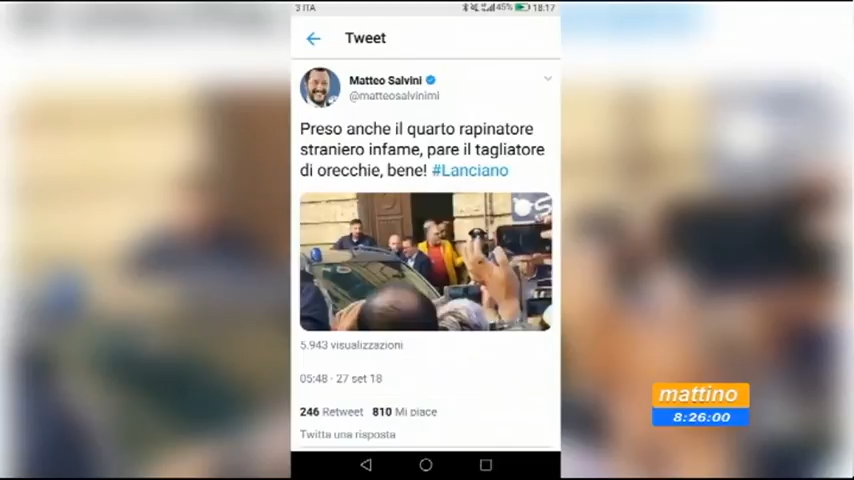 3 ITA
45% 18.17
Tweet
Matteo Salvini
@matteosalvinimi
Preso anche il quarto rapinatore
straniero infame, pare il tagliatore
di orecchie, bene! #Lanciano
5.943 visualizzazioni
05:48 · 27 set 18
246 Retweet 810 Mi piace
Twitta una risposta
mattino
8:26:00